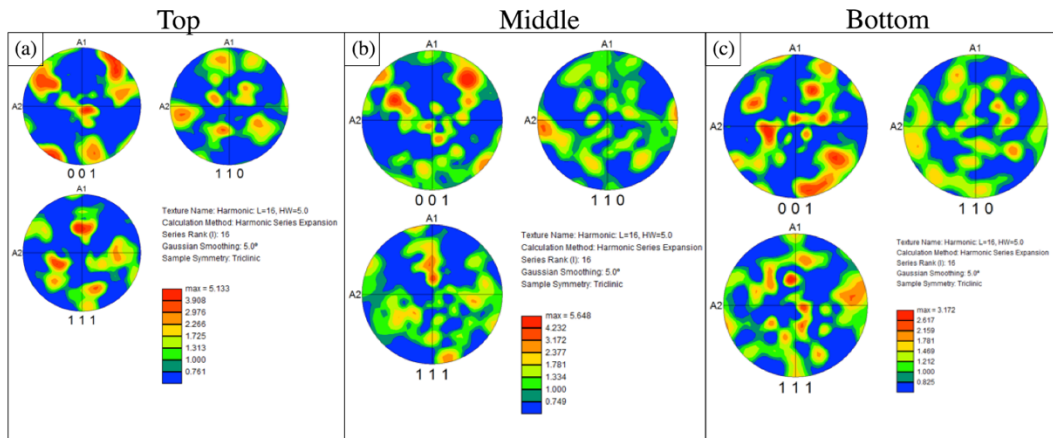 Top
Middle
Bottom
(a)
A1
A2
0 0 1
A1
1 1 0
A1
A2
1 1 1
Texture Name: Harmonic: L=16, HW=5.0
Calculation Method: Harmonic Series Expansion
Series Rank (l): 16
Gaussian Smoothing: 5.0°
Sample Symmetry: Triclinic
max = 5.133
3.998
2.976
2.266
1.725
1.313
1.000
0.761
(b)
A1
A2
0 0 1
A1
1 1 0
A1
A2
1 1 1
Texture Name: Harmonic: L=16, HW=5.0
Calculation Method: Harmonic Series Expansion
Series Rank (l): 16
Gaussian Smoothing: 5.0°
Sample Symmetry: Triclinic
max = 5.648
4.232
3.172
2.377
1.781
1.334
1.000
0.749
(c)
A1
A2
0 0 1
A1
1 1 0
A1
A2
1 1 1
Texture Name: Harmonic: L=16, HW=5.0
Calculation Method: Harmonic Series Expansion
Series Rank (l): 16
Gaussian Smoothing: 5.0°
Sample Symmetry: Triclinic
max = 3.172
2.617
2.159
1.781
1.469
1.212
1.000
0.825